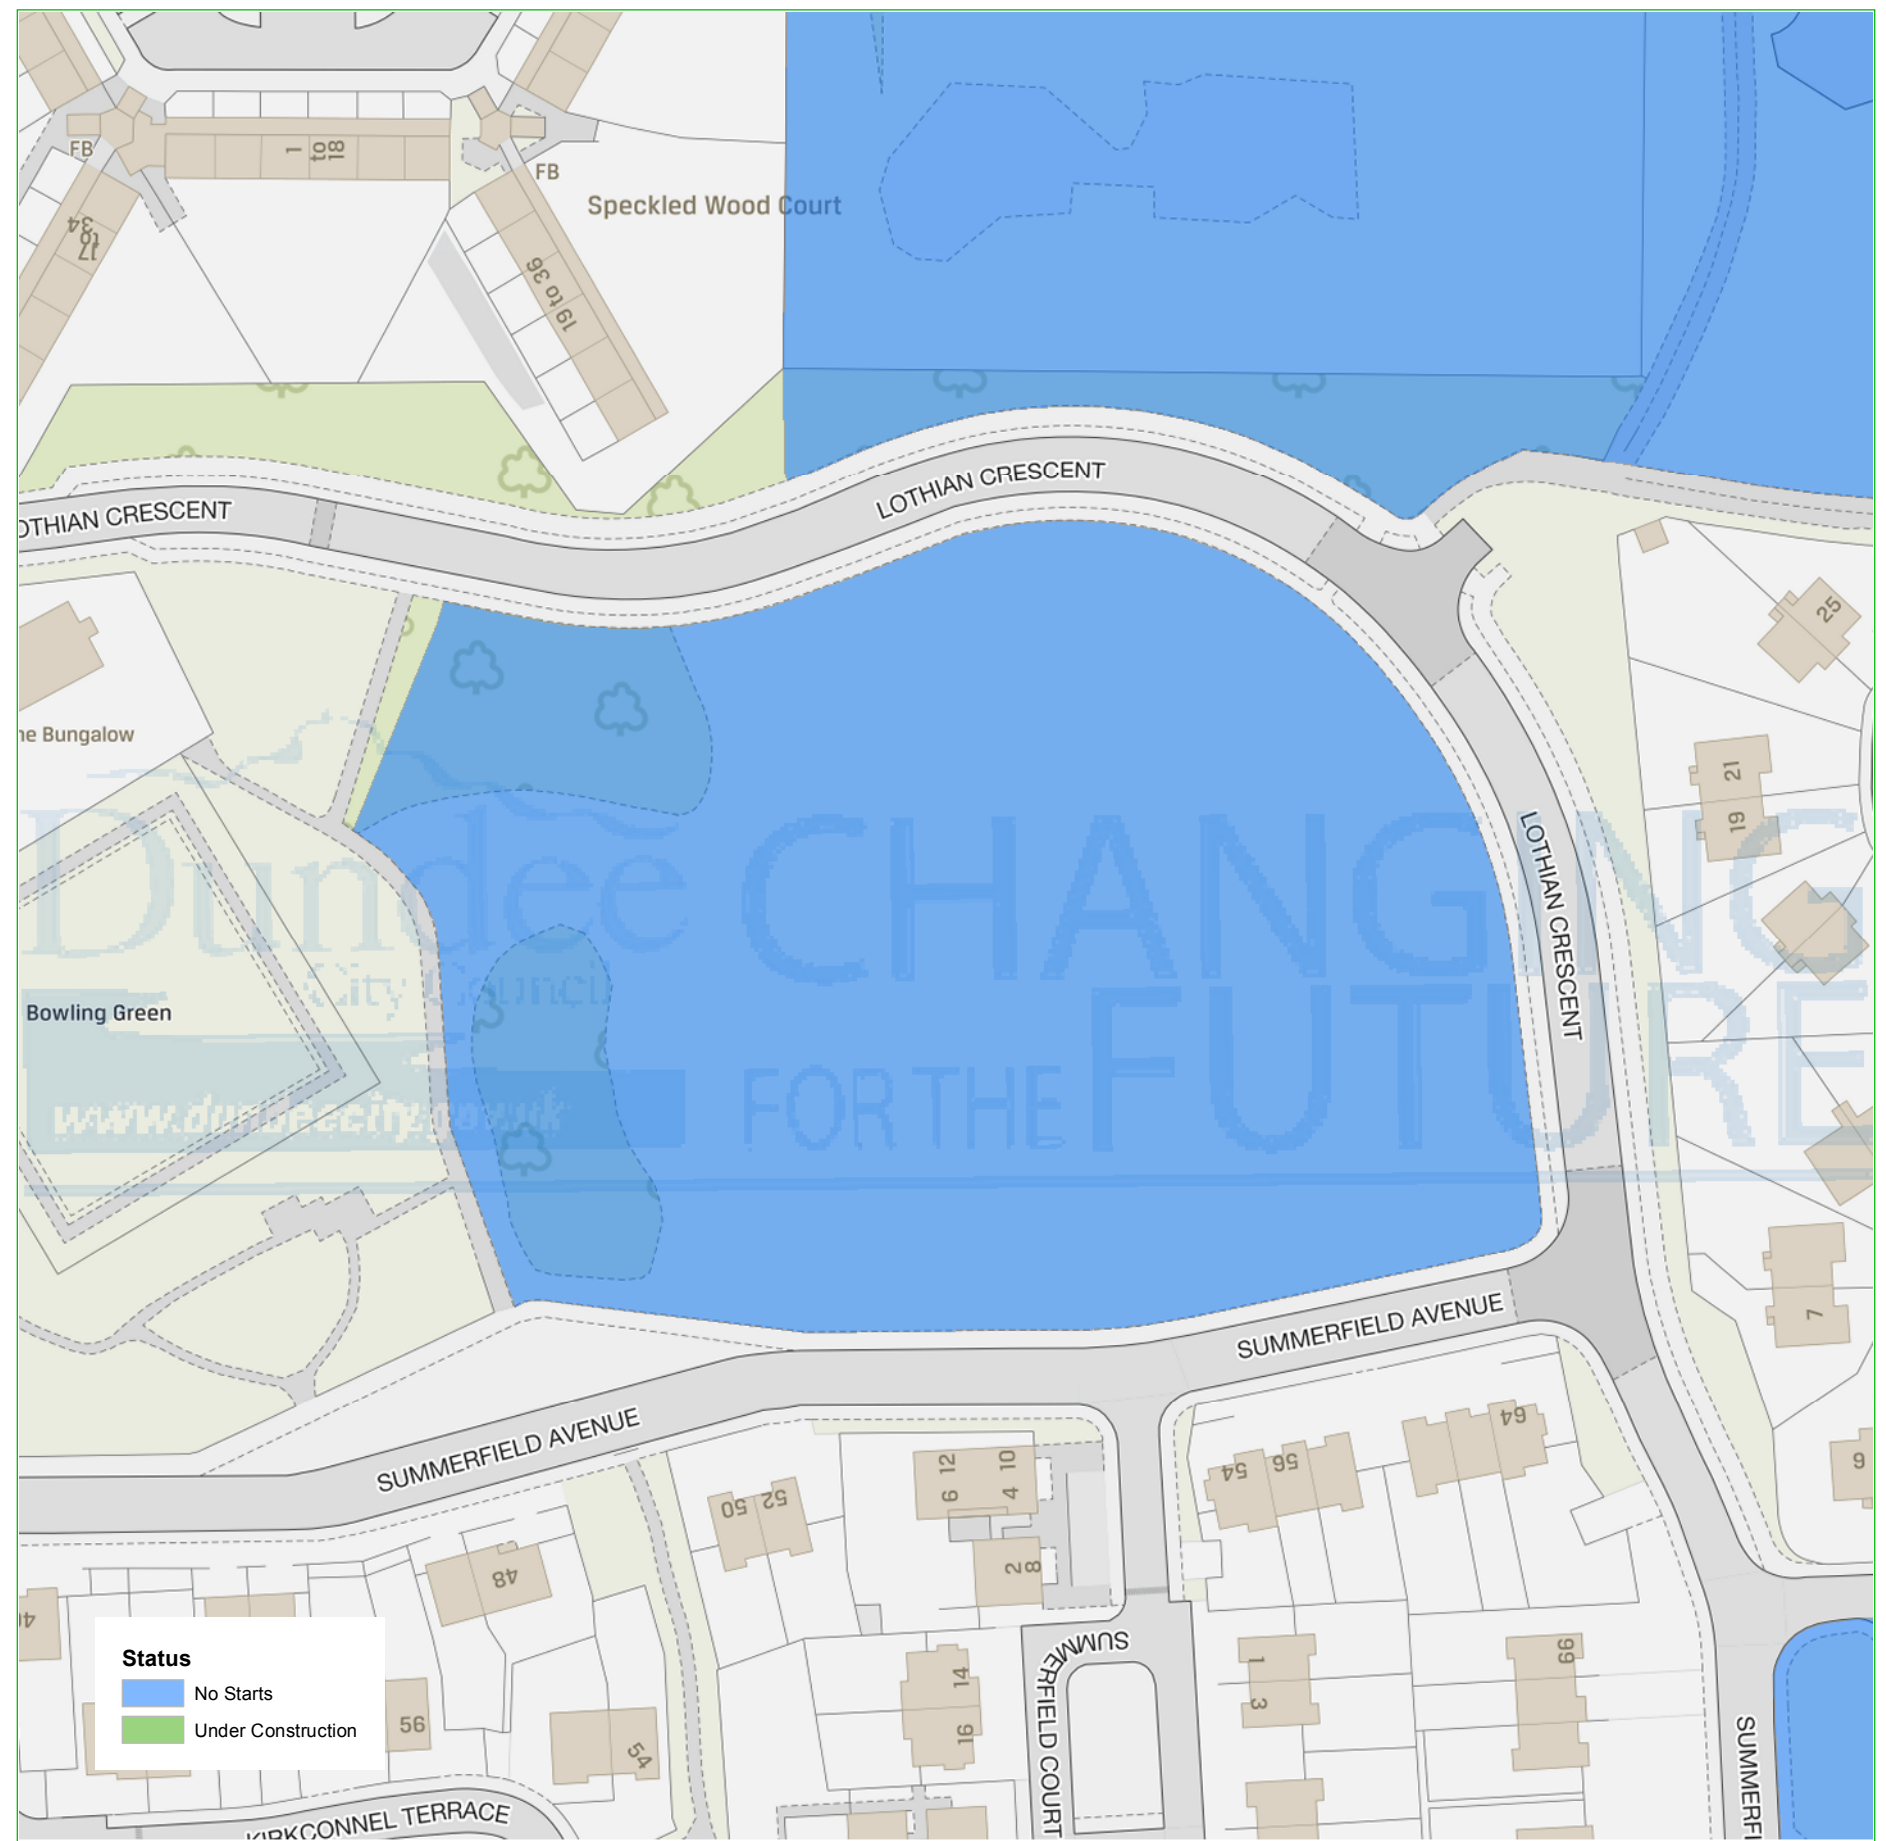 1 to 18
FB
FB
Speckled Wood Court
17 to 34
19 to 36
LOTHIAN CRESCENT
OTHIAN CRESCENT
25
ne Bungalow
21
19
LOTHIAN CRESCENT
Dundee
City Council
CHANGING
FOR THE FUTURE
www.dundeecity.gov.uk
Bowling Green
7
SUMMERFIELD AVENUE
SUMMERFIELD AVENUE
64
54
56
12
10
6
4
9
50
52
2
8
48
SUMMERFIELD COURT
1
3
69
14
16
56
54
SUMMERFI
Status
No Starts
Under Construction
KIRKCONNEL TERRACE